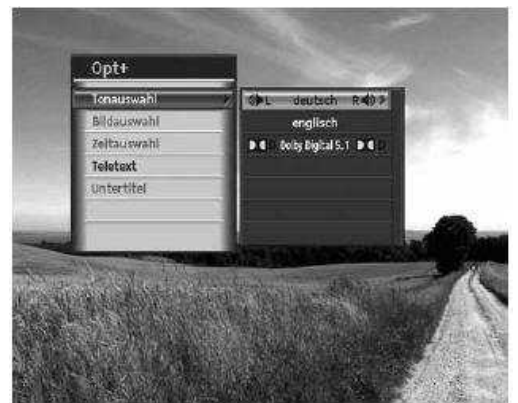 Opt+
Tonauswahl
Bildauswahl
Zeitauswahl
Teletext
Untertitel
L deutsch R
englisch
Dolby Digital 5.1